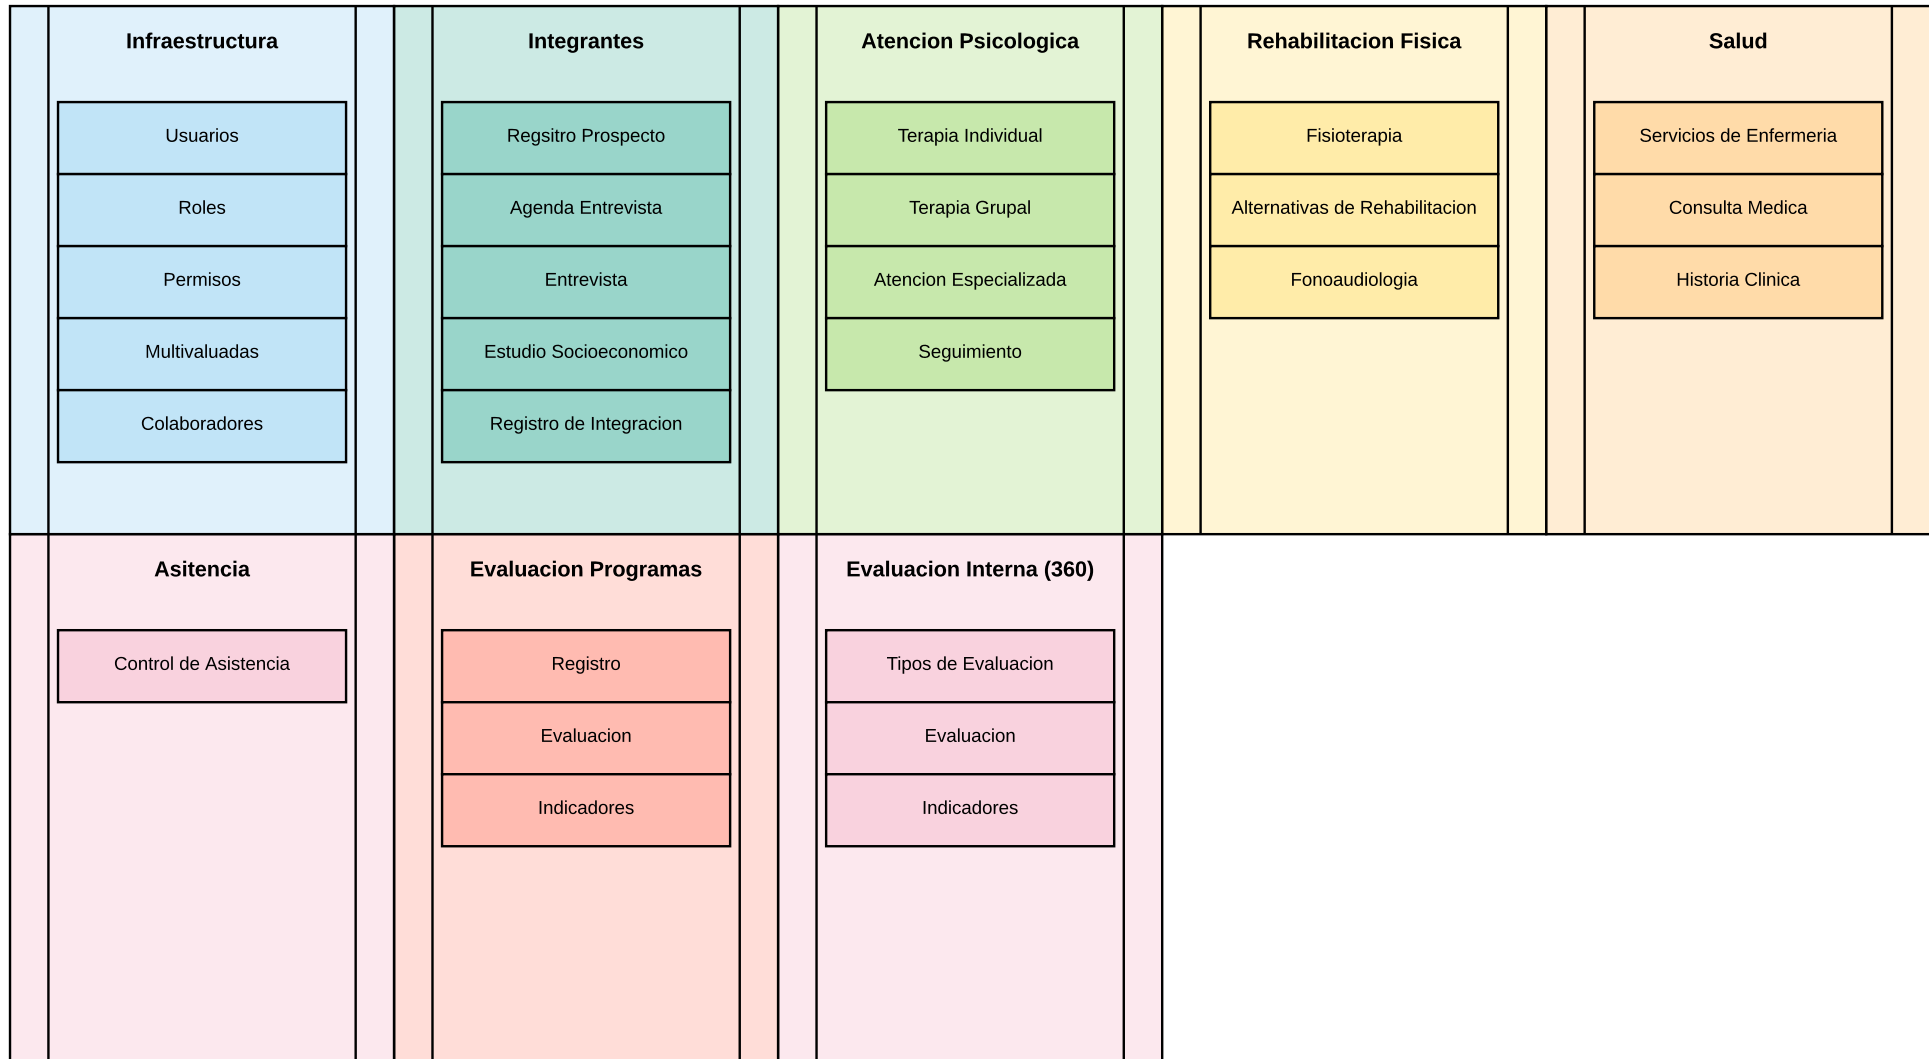 Infraestructura
Usuarios
Roles
Permisos
Multivaluadas
Colaboradores
Integrantes
Regsitro Prospecto
Agenda Entrevista
Entrevista
Estudio Socioeconomico
Registro de Integracion
Atencion Psicologica
Terapia Individual
Terapia Grupal
Atencion Especializada
Seguimiento
Rehabilitacion Fisica
Fisioterapia
Alternativas de Rehabilitacion
Fonoaudiologia
Salud
Servicios de Enfermeria
Consulta Medica
Historia Clinica
Asitencia
Control de Asistencia
Evaluacion Programas
Registro
Evaluacion
Indicadores
Evaluacion Interna (360)
Tipos de Evaluacion
Evaluacion
Indicadores